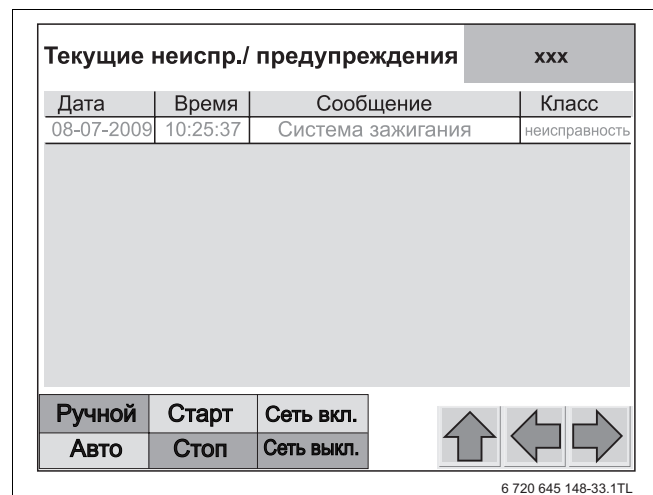 Текущие неиспр./ предупреждения xxx
Дата Время Сообщение Класс
08-07-2009 10:25:37 Система зажигания неисправность
Ручной Старт Сеть вкл.
Авто Стоп Сеть выкл.
6 720 645 148-33.1TL